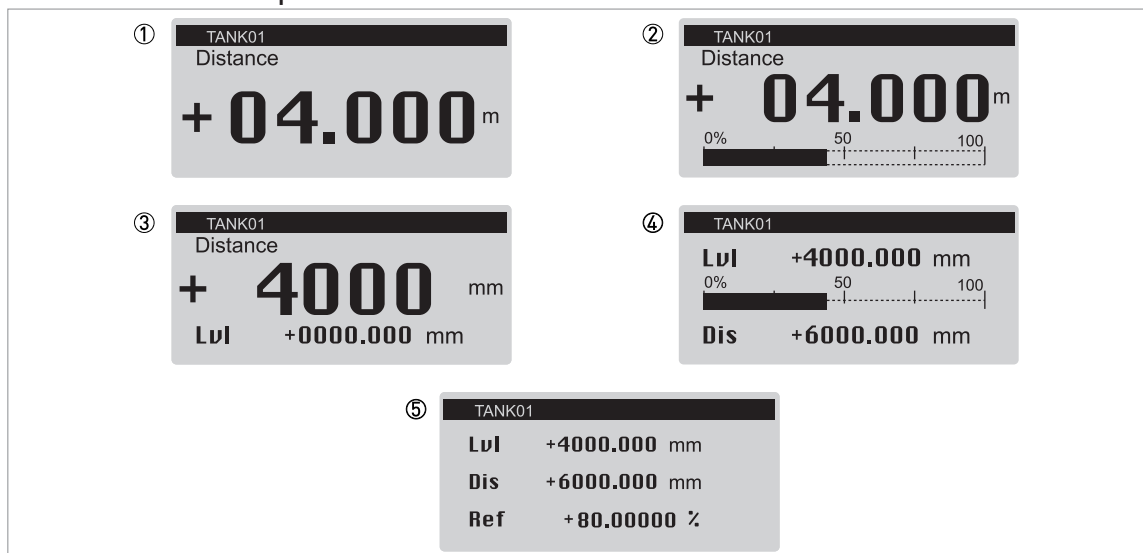 ①
TANK01
Distance
+ 04.000 m
②
TANK01
Distance
+ 04.000 m
0% 50 100
③
TANK01
Distance
+ 4000 mm
Lvl +0000.000 mm
④
TANK01
Lvl +4000.000 mm
0% 50 100
Dis +6000.000 mm
⑤
TANK01
Lvl +4000.000 mm
Dis +6000.000 mm
Ref +80.00000 %